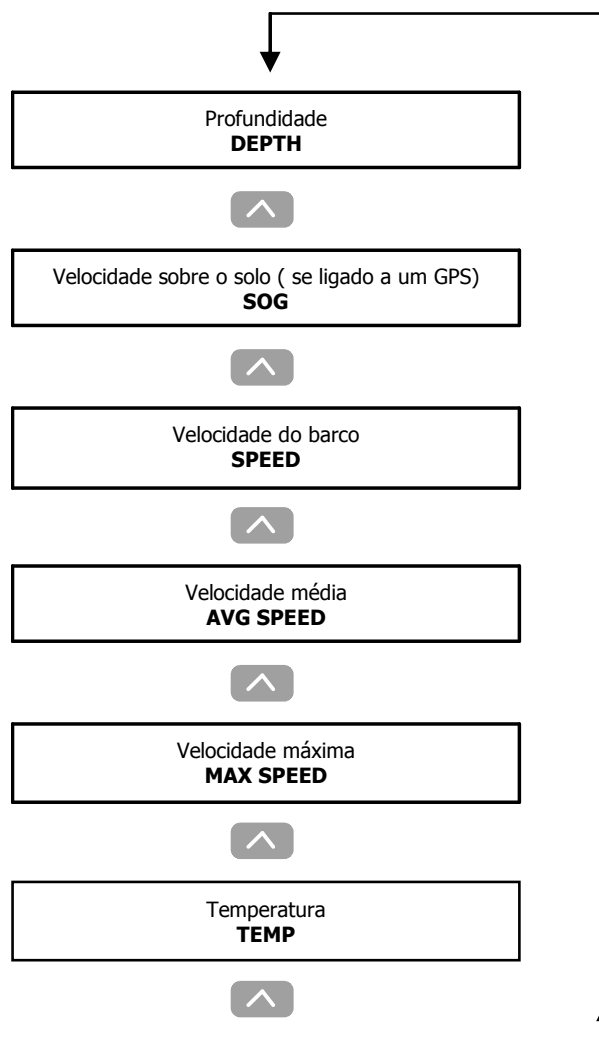 Profundidade
DEPTH
Velocidade sobre o solo ( se ligado a um GPS)
SOG
Velocidade do barco
SPEED
Velocidade média
AVG SPEED
Velocidade máxima
MAX SPEED
Temperatura
TEMP